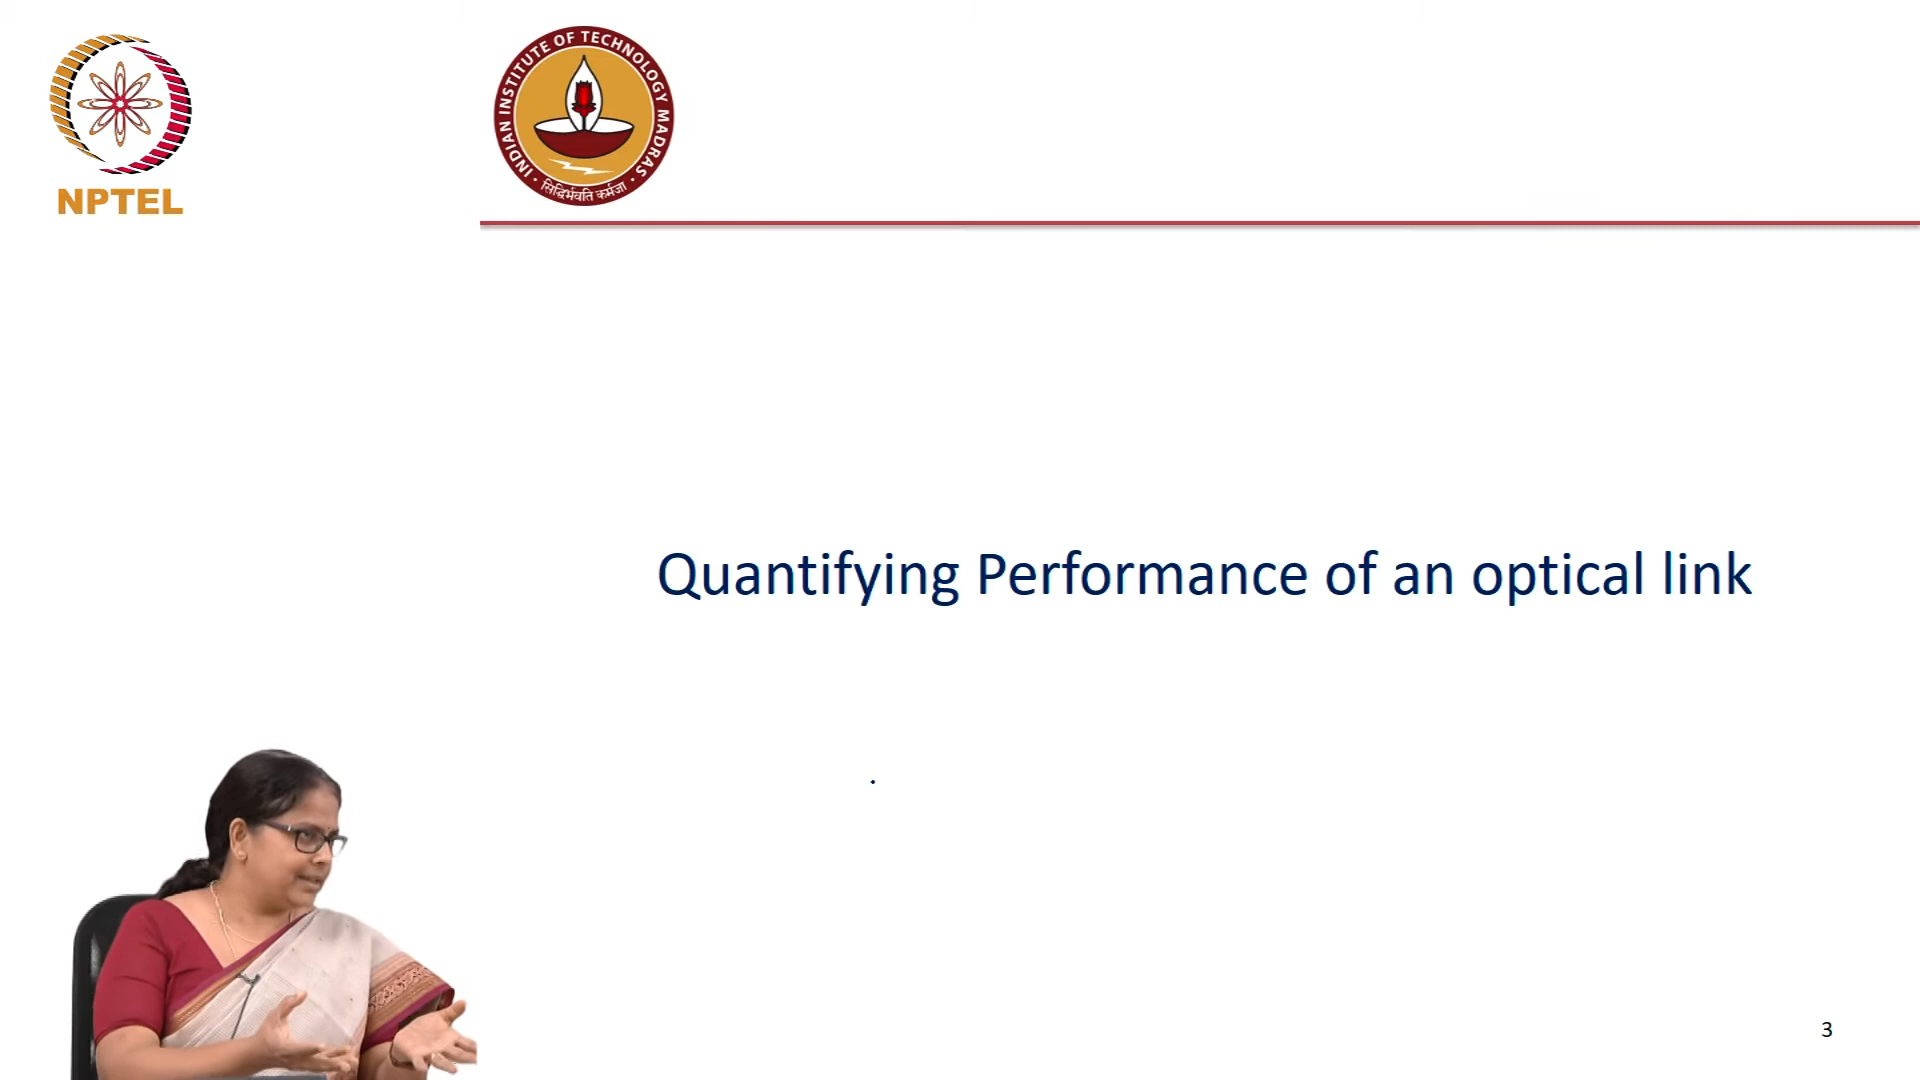 NPTEL
INDIAN INSTITUTE OF TECHNOLOGY MADRAS
सिद्धिर्भवति कर्मजा
Quantifying Performance of an optical link
3